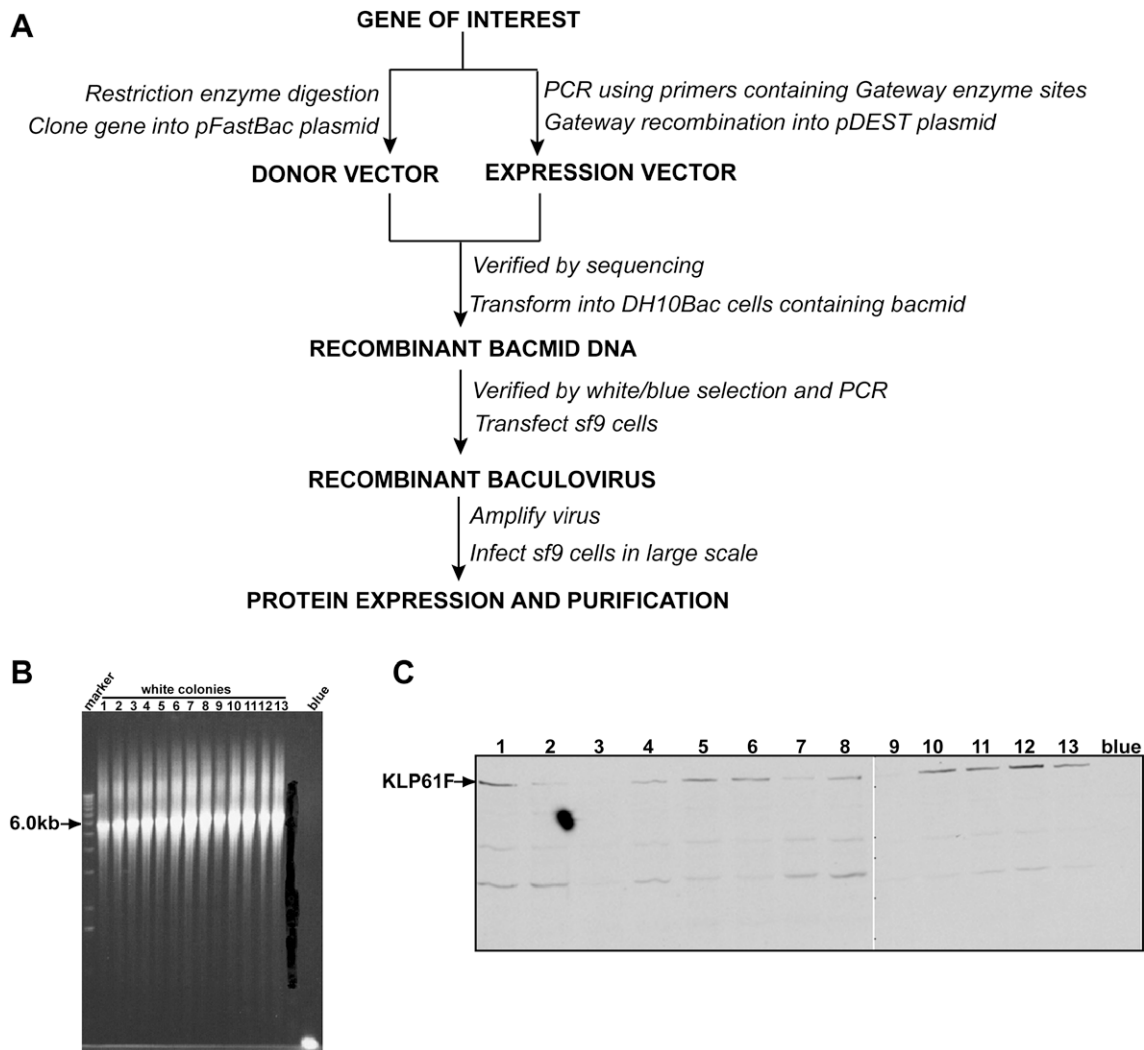 A
GENE OF INTEREST
Restriction enzyme digestion
Clone gene into pFastBac plasmid
PCR using primers containing Gateway enzyme sites
Gateway recombination into pDEST plasmid
DONOR VECTOR
EXPRESSION VECTOR
Verified by sequencing
Transform into DH10Bac cells containing bacmid
RECOMBINANT BACMID DNA
Verified by white/blue selection and PCR
Transfect sf9 cells
RECOMBINANT BACULOVIRUS
Amplify virus
Infect sf9 cells in large scale
PROTEIN EXPRESSION AND PURIFICATION
B
marker
white colonies
blue
1 2 3 4 5 6 7 8 9 10 11 12 13
6.0kb
C
1 2 3 4 5 6 7 8 9 10 11 12 13 blue
KLP61F